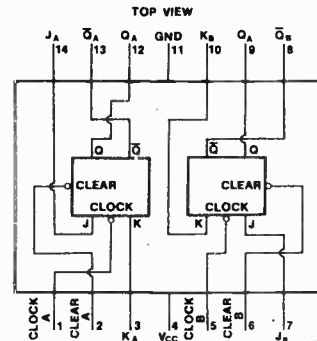 TOP VIEW
J_A Q̅_A Q_A GND K_B Q_A Q̅_B
14 13 12 11 10 9 8
Q Q̅ Q̅ Q
CLEAR CLEAR
CLOCK CLOCK
J K K J
CLOCK A CLEAR A CLOCK B CLEAR B
1 2 3 4 5 6 7
K_A V_CC J_B